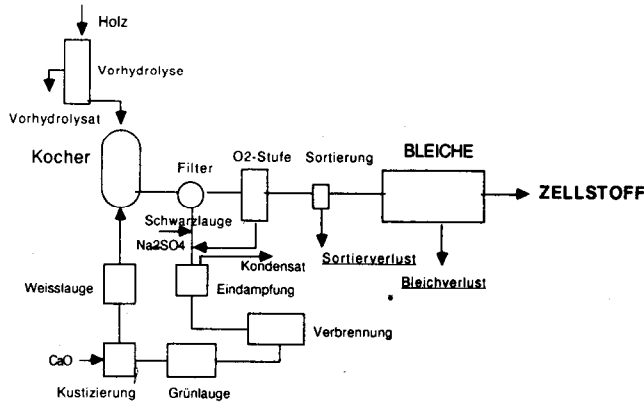 Holz
Vorhydrolyse
Vorhydrolysat
Kocher
Filter
O2-Stufe
Sortierung
BLEICHE
ZELLSTOFF
Schwarzlauge
Na2SO4
Kondensat
Sortierverlust
Bleichverlust
Weisslauge
Eindampfung
Verbrennung
CaO
Kustizierung
Grünlauge